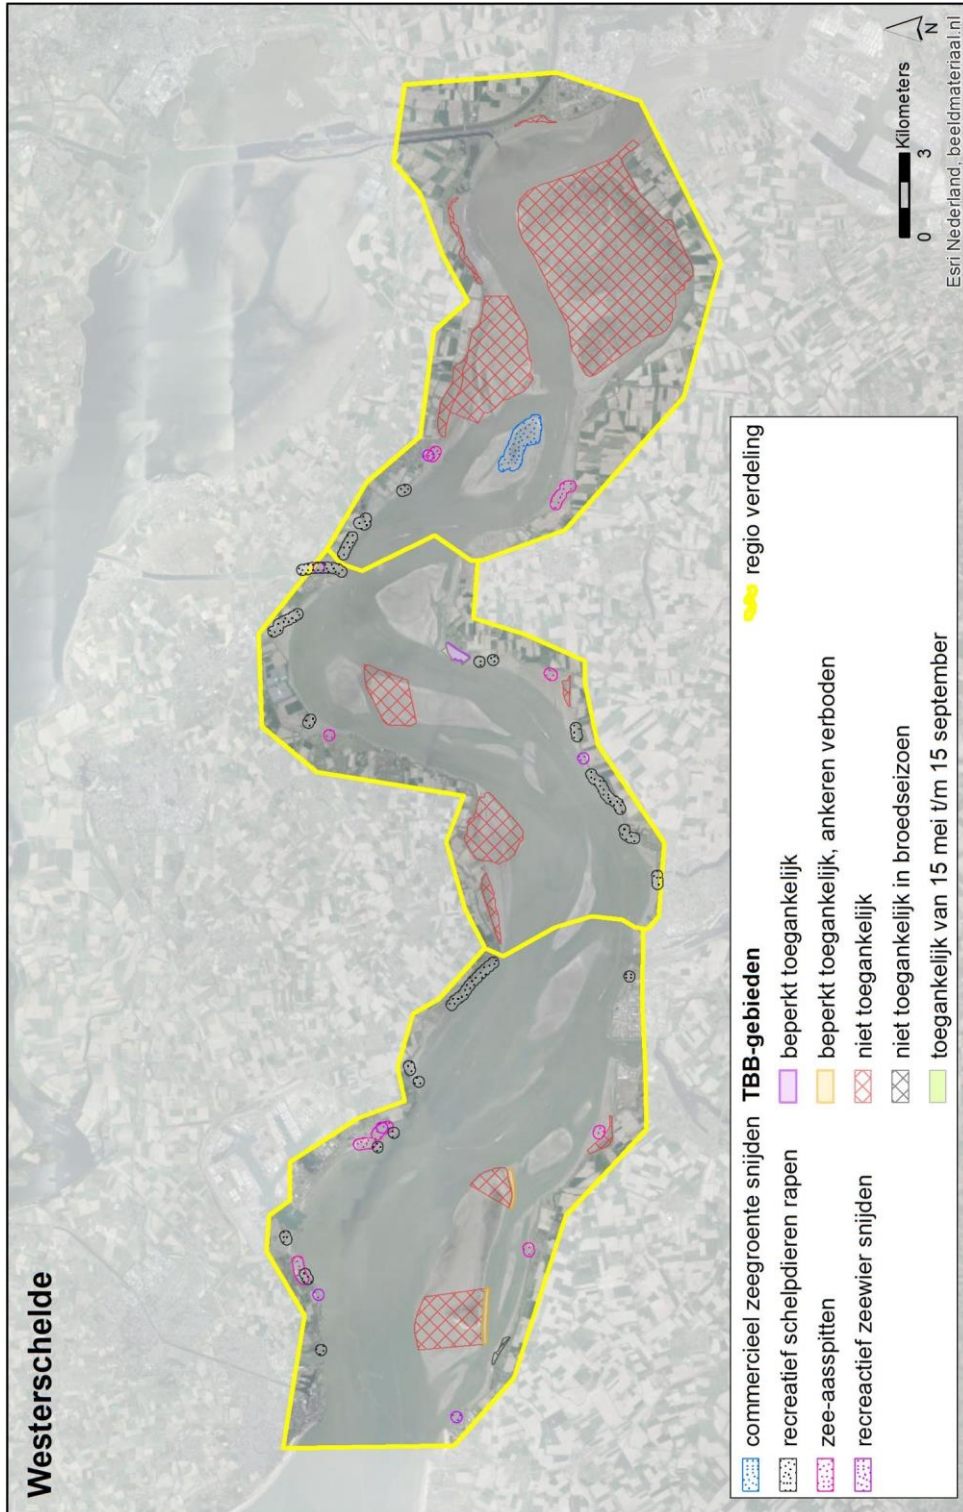 Westerschelde
N
0 3 Kilometers
Esri Nederland, beeldmateriaal.nl
commercieel zeegroente snijden
recreatief schelpdieren rapen
zee-aasspitten
recreactief zeewier snijden
TBB-gebieden
beperkt toegankelijk
beperkt toegankelijk, ankeren verboden
niet toegankelijk
niet toegankelijk in broedseizoen
toegankelijk van 15 mei t/m 15 september
regio verdeling